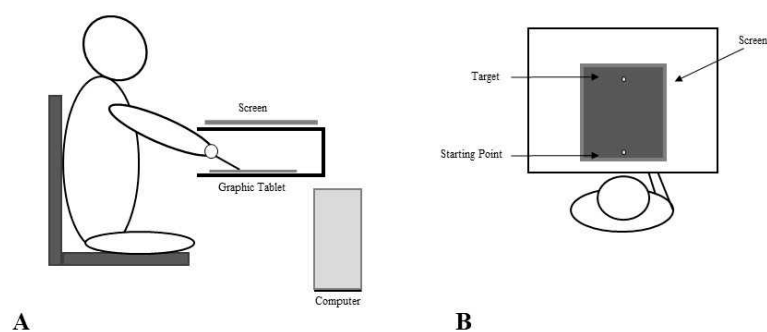 Screen
Graphic Tablet
Computer
A
Screen
Target
Starting Point
B